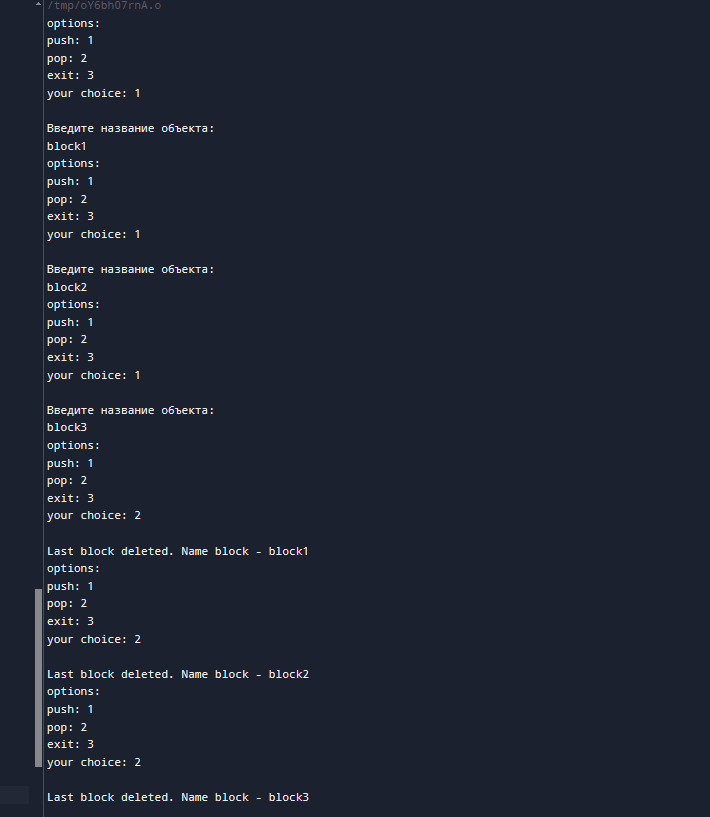 /tmp/oY6bh07rnA.o
options:
push: 1
pop: 2
exit: 3
your choice: 1
Введите название объекта:
block1
options:
push: 1
pop: 2
exit: 3
your choice: 1
Введите название объекта:
block2
options:
push: 1
pop: 2
exit: 3
your choice: 1
Введите название объекта:
block3
options:
push: 1
pop: 2
exit: 3
your choice: 2
Last block deleted. Name block - block1
options:
push: 1
pop: 2
exit: 3
your choice: 2
Last block deleted. Name block - block2
options:
push: 1
pop: 2
exit: 3
your choice: 2
Last block deleted. Name block - block3